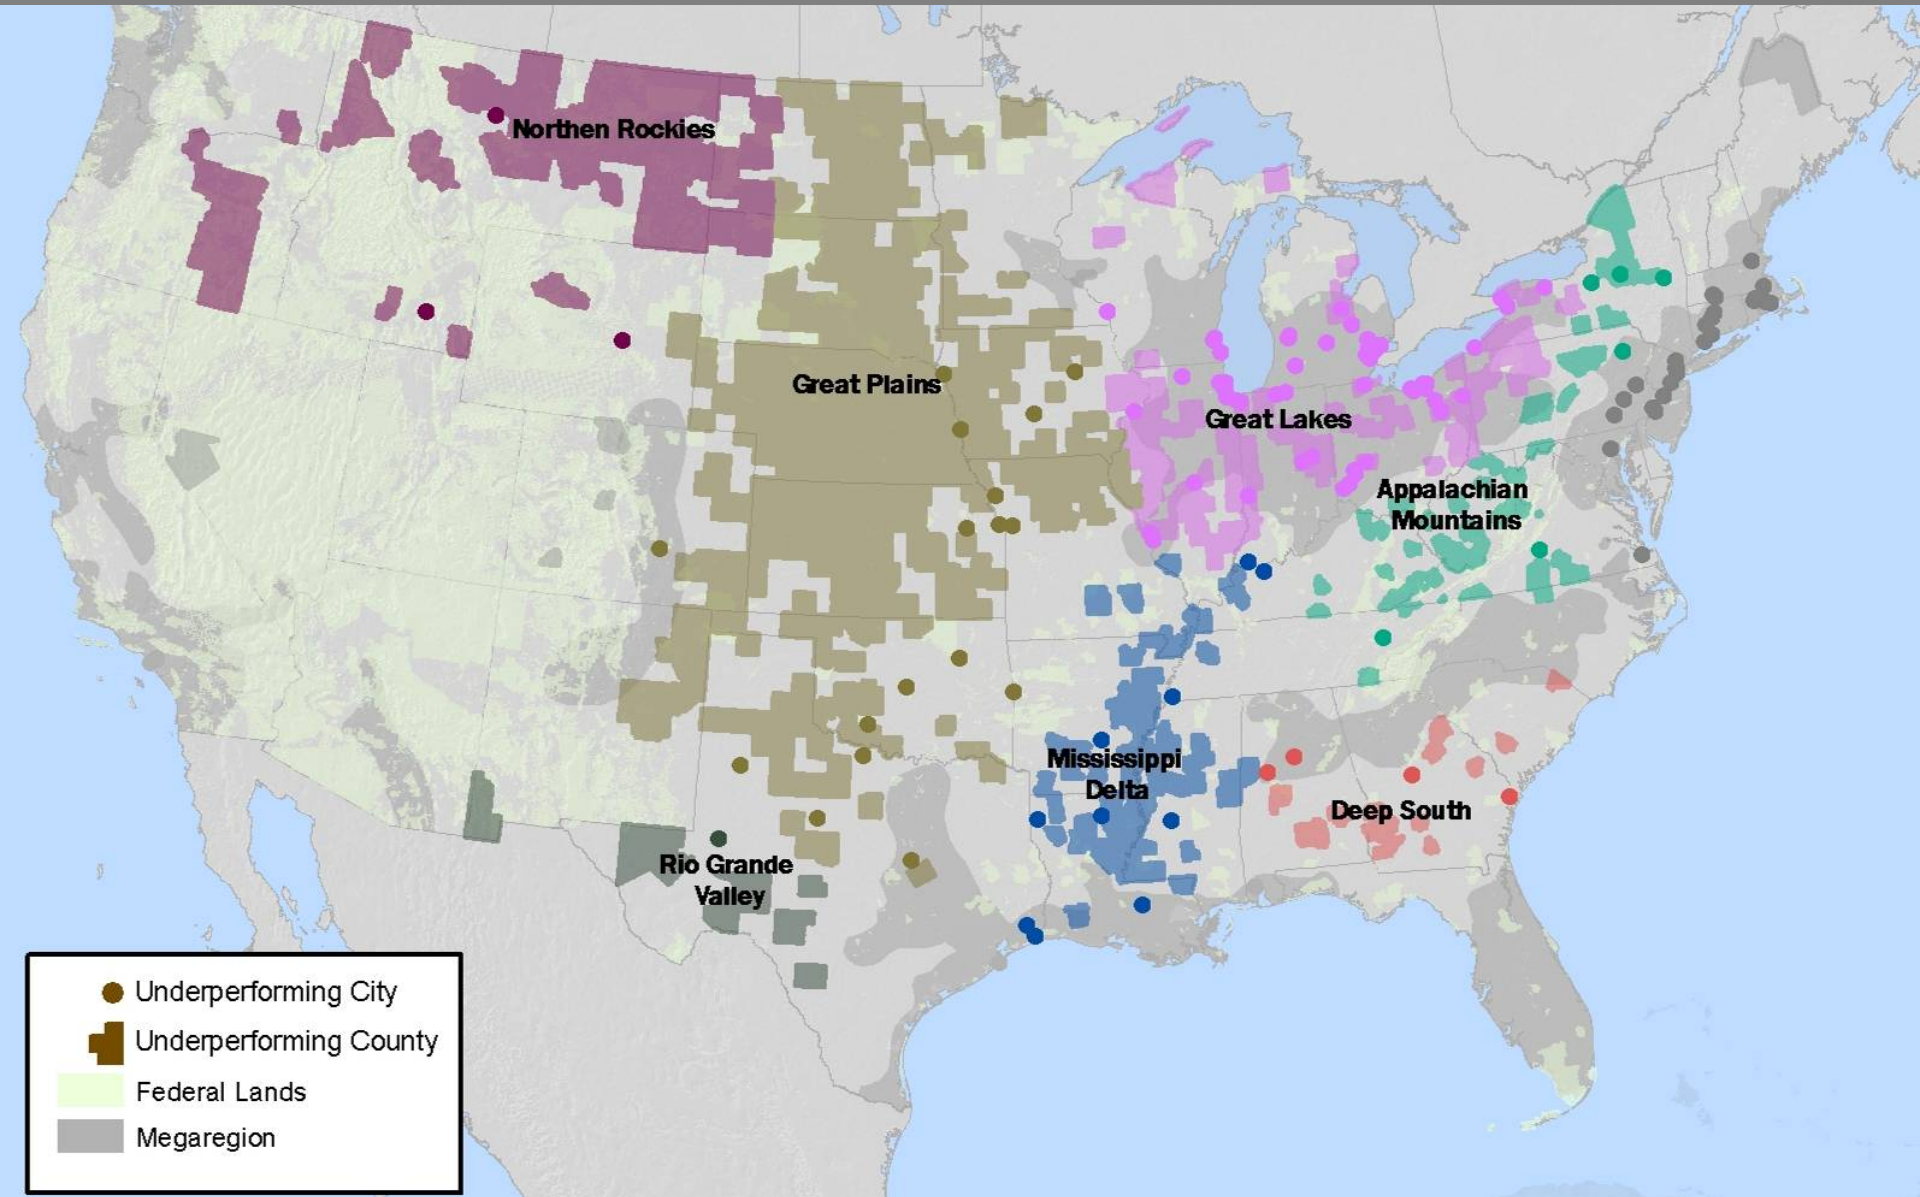 Northen Rockies
Great Plains
Great Lakes
Appalachian
Mountains
Mississippi
Delta
Deep South
Rio Grande
Valley
Underperforming City
Underperforming County
Federal Lands
Megaregion